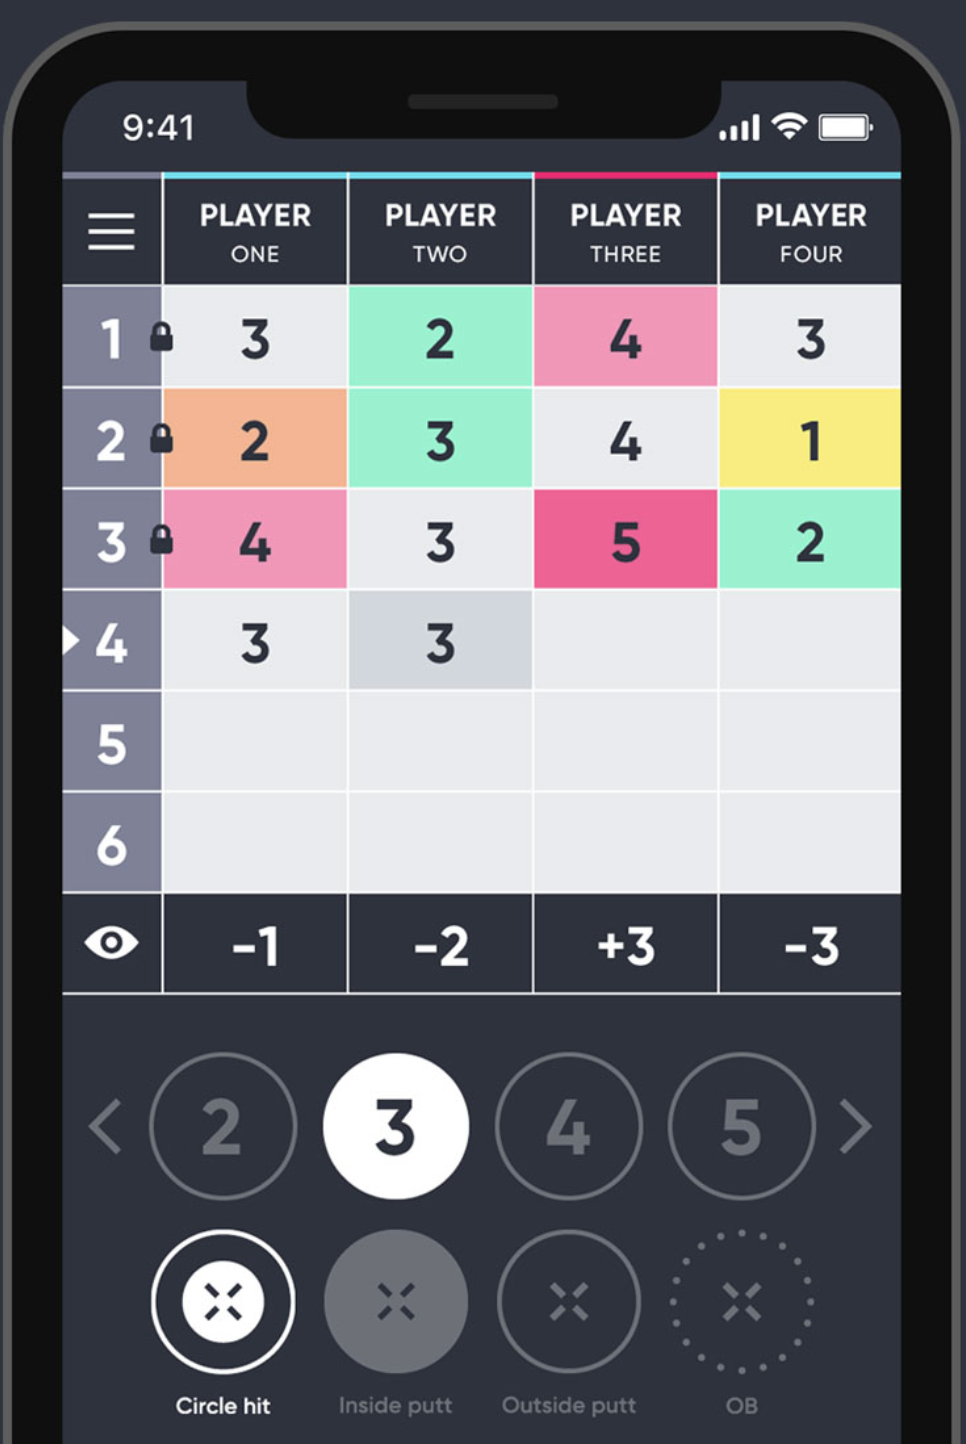 9:41
PLAYER PLAYER PLAYER PLAYER
ONE TWO THREE FOUR
1 3 2 4 3
2 2 3 4 1
3 4 3 5 2
4 3 3
5
6
-1 -2 +3 -3
2 3 4 5
Circle hit Inside putt Outside putt OB